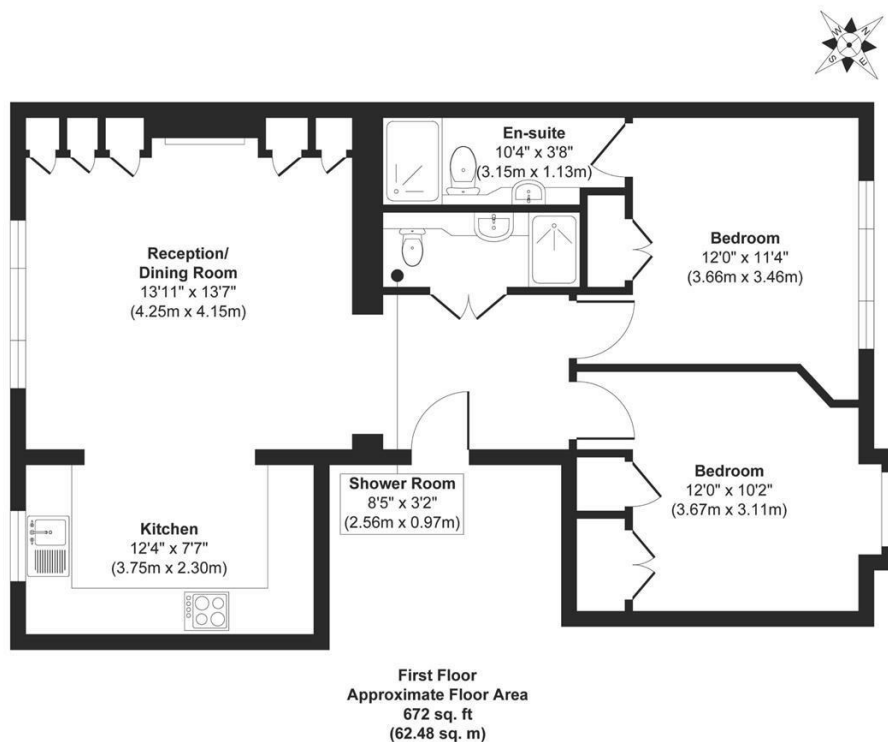 W
N
S
E
En-suite
10'4" x 3'8"
(3.15m x 1.13m)
Reception/
Dining Room
13'11" x 13'7"
(4.25m x 4.15m)
Bedroom
12'0" x 11'4"
(3.66m x 3.46m)
Shower Room
8'5" x 3'2"
(2.56m x 0.97m)
Bedroom
12'0" x 10'2"
(3.67m x 3.11m)
Kitchen
12'4" x 7'7"
(3.75m x 2.30m)
First Floor
Approximate Floor Area
672 sq. ft
(62.48 sq. m)